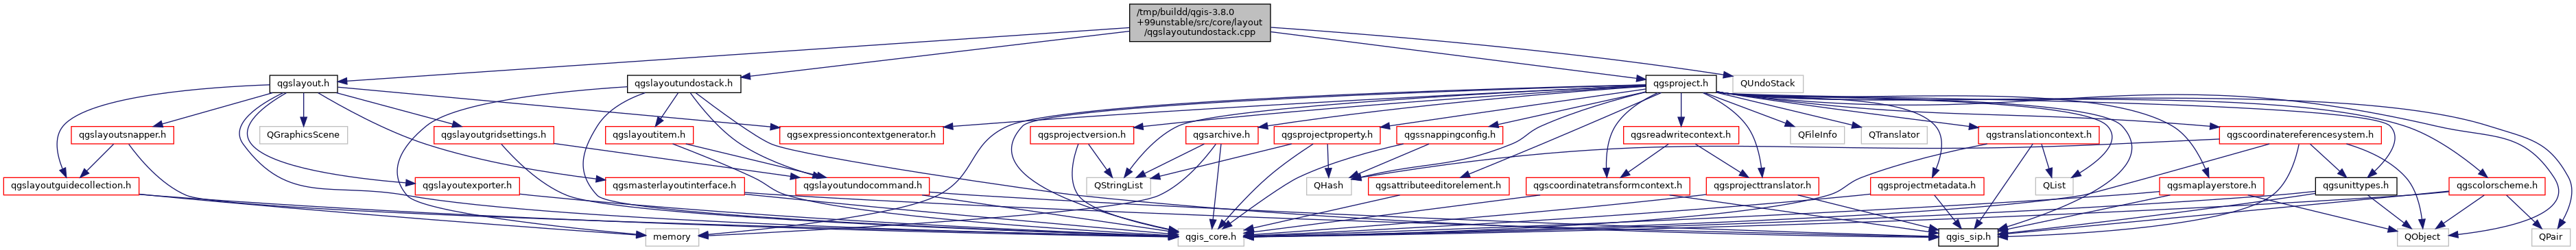 /tmp/buildd/qgis-3.8.0
+99unstable/src/core/layout
/qgslayoutundostack.cpp
qgslayout.h
qgslayoutundostack.h
qgsproject.h
QUndoStack
qgslayoutsnapper.h
QGraphicsScene
qgslayoutgridsettings.h
qgslayoutitem.h
qgsexpressioncontextgenerator.h
qgsprojectversion.h
qgsarchive.h
qgsprojectproperty.h
qgssnappingconfig.h
qgsreadwritecontext.h
QFileInfo
QTranslator
qgstranslationcontext.h
qgscoordinatereferencesystem.h
qgslayoutguidecollection.h
qgslayoutexporter.h
qgsmasterlayoutinterface.h
qgslayoutundocommand.h
QStringList
QHash
qgsattributeeditorelement.h
qgscoordinatetransformcontext.h
qgsprojecttranslator.h
qgsprojectmetadata.h
QList
qgsmaplayerstore.h
qgsunittypes.h
qgscolorscheme.h
memory
qgis_core.h
qgis_sip.h
QObject
QPair